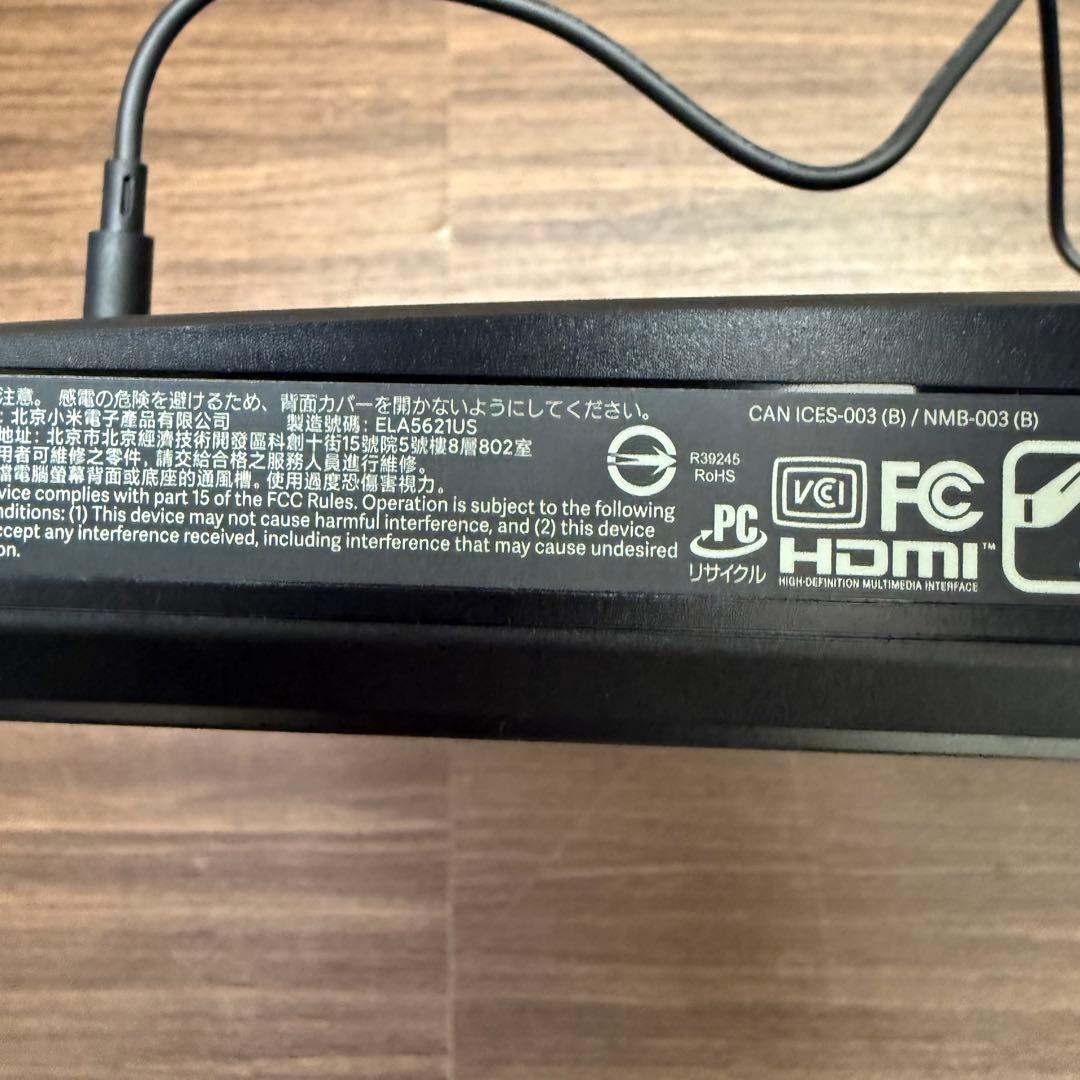 注意。 感電の危険を避けるため、背面カバーを開かないようにしてください。
: 北京小米電子產品有限公司 製造號碼: ELA5621US
地址: 北京市北京經濟技術開發區科創十街15號院5號樓8層802室
用者可維修之零件, 請交給合格之服務人員進行維修。
擋電腦螢幕背面或底座的通風槽。使用過度恐傷害視力。
vice complies with part 15 of the FCC Rules. Operation is subject to the following
nditions: (1) This device may not cause harmful interference, and (2) this device
ccept any interference received, including interference that may cause undesired
on.
R39245
RoHS
PC
リサイクル
CAN ICES-003 (B) / NMB-003 (B)
VCCI
FC
HDMI™
HIGH-DEFINITION MULTIMEDIA INTERFACE